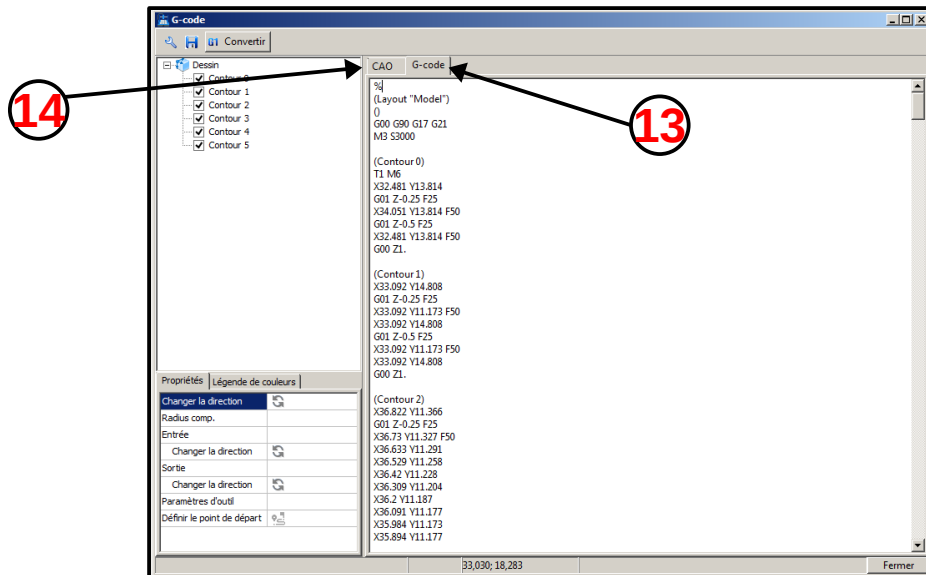 G-code
G1 Convertir
Dessin
Contour 0
Contour 1
Contour 2
Contour 3
Contour 4
Contour 5
14
CAO G-code
13
%
(Layout "Model")
()
G00 G90 G17 G21
M3 S3000
(Contour 0)
T1 M6
X32.481 Y13.814
G01 Z-0.25 F25
X34.051 Y13.814 F50
G01 Z-0.5 F25
X32.481 Y13.814 F50
G00 Z1.
(Contour 1)
X33.092 Y14.808
G01 Z-0.25 F25
X33.092 Y11.173 F50
X33.092 Y14.808
G01 Z-0.5 F25
X33.092 Y11.173 F50
X33.092 Y14.808
G00 Z1.
(Contour 2)
X36.822 Y11.366
G01 Z-0.25 F25
X36.73 Y11.327 F50
X36.633 Y11.291
X36.529 Y11.258
X36.42 Y11.228
X36.309 Y11.204
X36.2 Y11.187
X36.091 Y11.177
X35.984 Y11.173
X35.894 Y11.177
Propriétés Légende de couleurs
Changer la direction
Radius comp.
Entrée
Changer la direction
Sortie
Changer la direction
Paramètres d'outil
Définir le point de départ
33,030; 18,283
Fermer